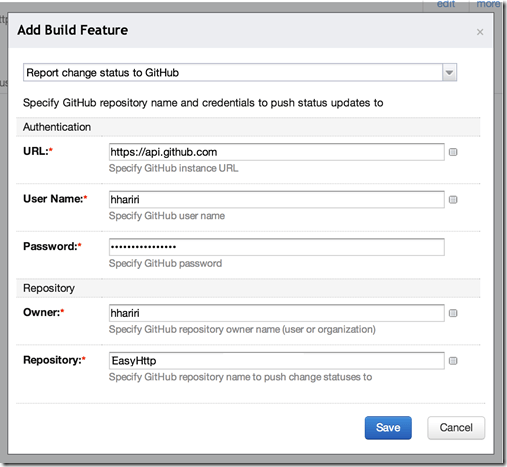 edit more
Add Build Feature ×
Report change status to GitHub
Specify GitHub repository name and credentials to push status updates to
Authentication
URL:* https://api.github.com
Specify GitHub instance URL
User Name:* hhariri
Specify GitHub user name
Password:* ••••••••••••••••
Specify GitHub password
Repository
Owner:* hhariri
Specify GitHub repository owner name (user or organization)
Repository:* EasyHttp
Specify GitHub repository name to push change statuses to
Save Cancel